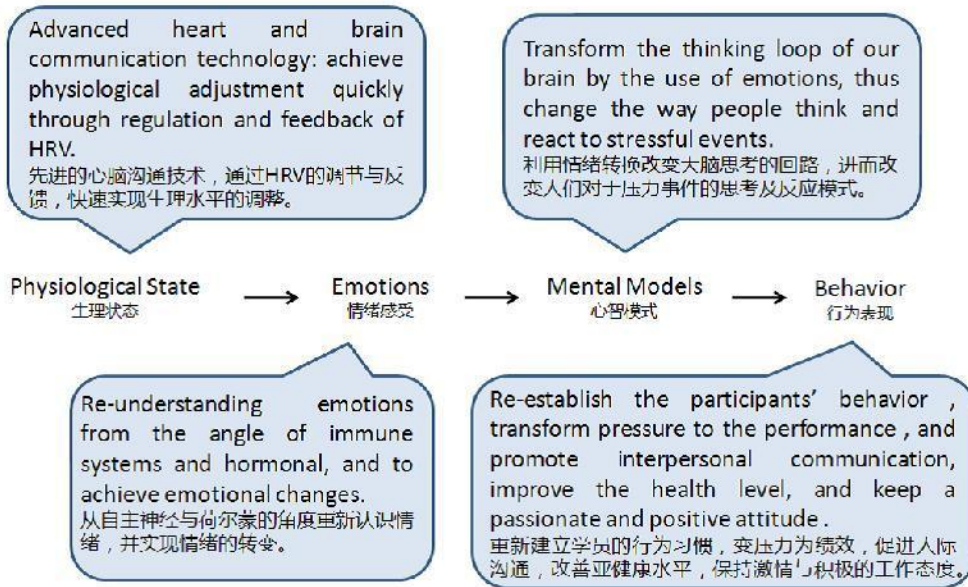 Advanced heart and brain
communication technology: achieve
physiological adjustment quickly
through regulation and feedback of
HRV.
先进的心脑沟通技术，通过HRV的调节与反
馈，快速实现生理水平的调整。
Transform the thinking loop of our
brain by the use of emotions, thus
change the way people think and
react to stressful events.
利用情绪转换改变大脑思考的回路，进而改
变人们对于压力事件的思考及反应模式。
Physiological State
生理状态
Emotions
情绪感受
Mental Models
心智模式
Behavior
行为表现
Re-understanding emotions
from the angle of immune
systems and hormonal, and to
achieve emotional changes.
从自主神经与荷尔蒙的角度重新认识情
绪，并实现情绪的转变。
Re-establish the participants' behavior ,
transform pressure to the performance , and
promote interpersonal communication,
improve the health level, and keep a
passionate and positive attitude .
重新建立学员的行为习惯，变压力为绩效，促进人际
沟通，改善亚健康水平，保持激情与积极的工作态度。